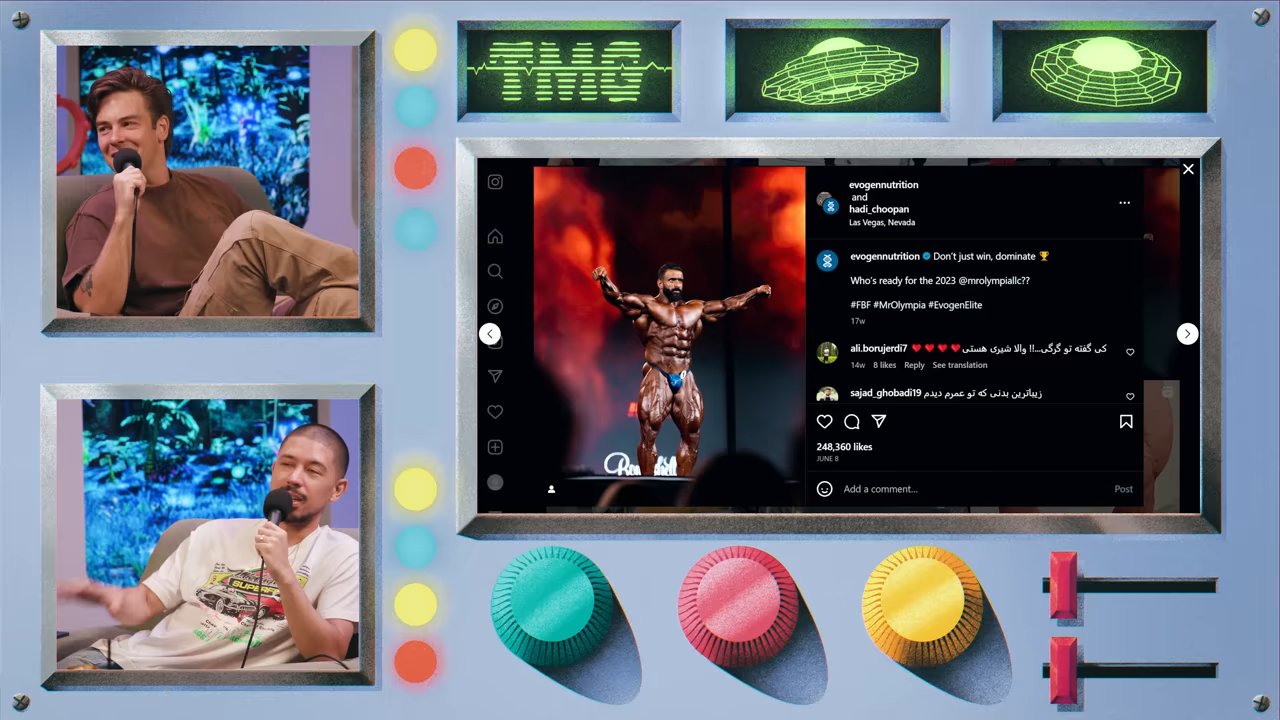 TMG
evogennutrition
and
hadi_choopan
Las Vegas, Nevada
evogennutrition Don't just win, dominate 🏆
Who's ready for the 2023 @mrolympiallc??
#FBF #MrOlympia #EvogenElite
17w
ali.borujerdi7 ❤️ ❤️ ❤️ ❤️ کی گفته تو گرگی...!! والا شیری هستی
14w 8 likes Reply See translation
sajad_ghobadi19 زیباترین بدنی که تو عمرم دیدم
248,360 likes
JUNE 8
Add a comment... Post
SUPERF